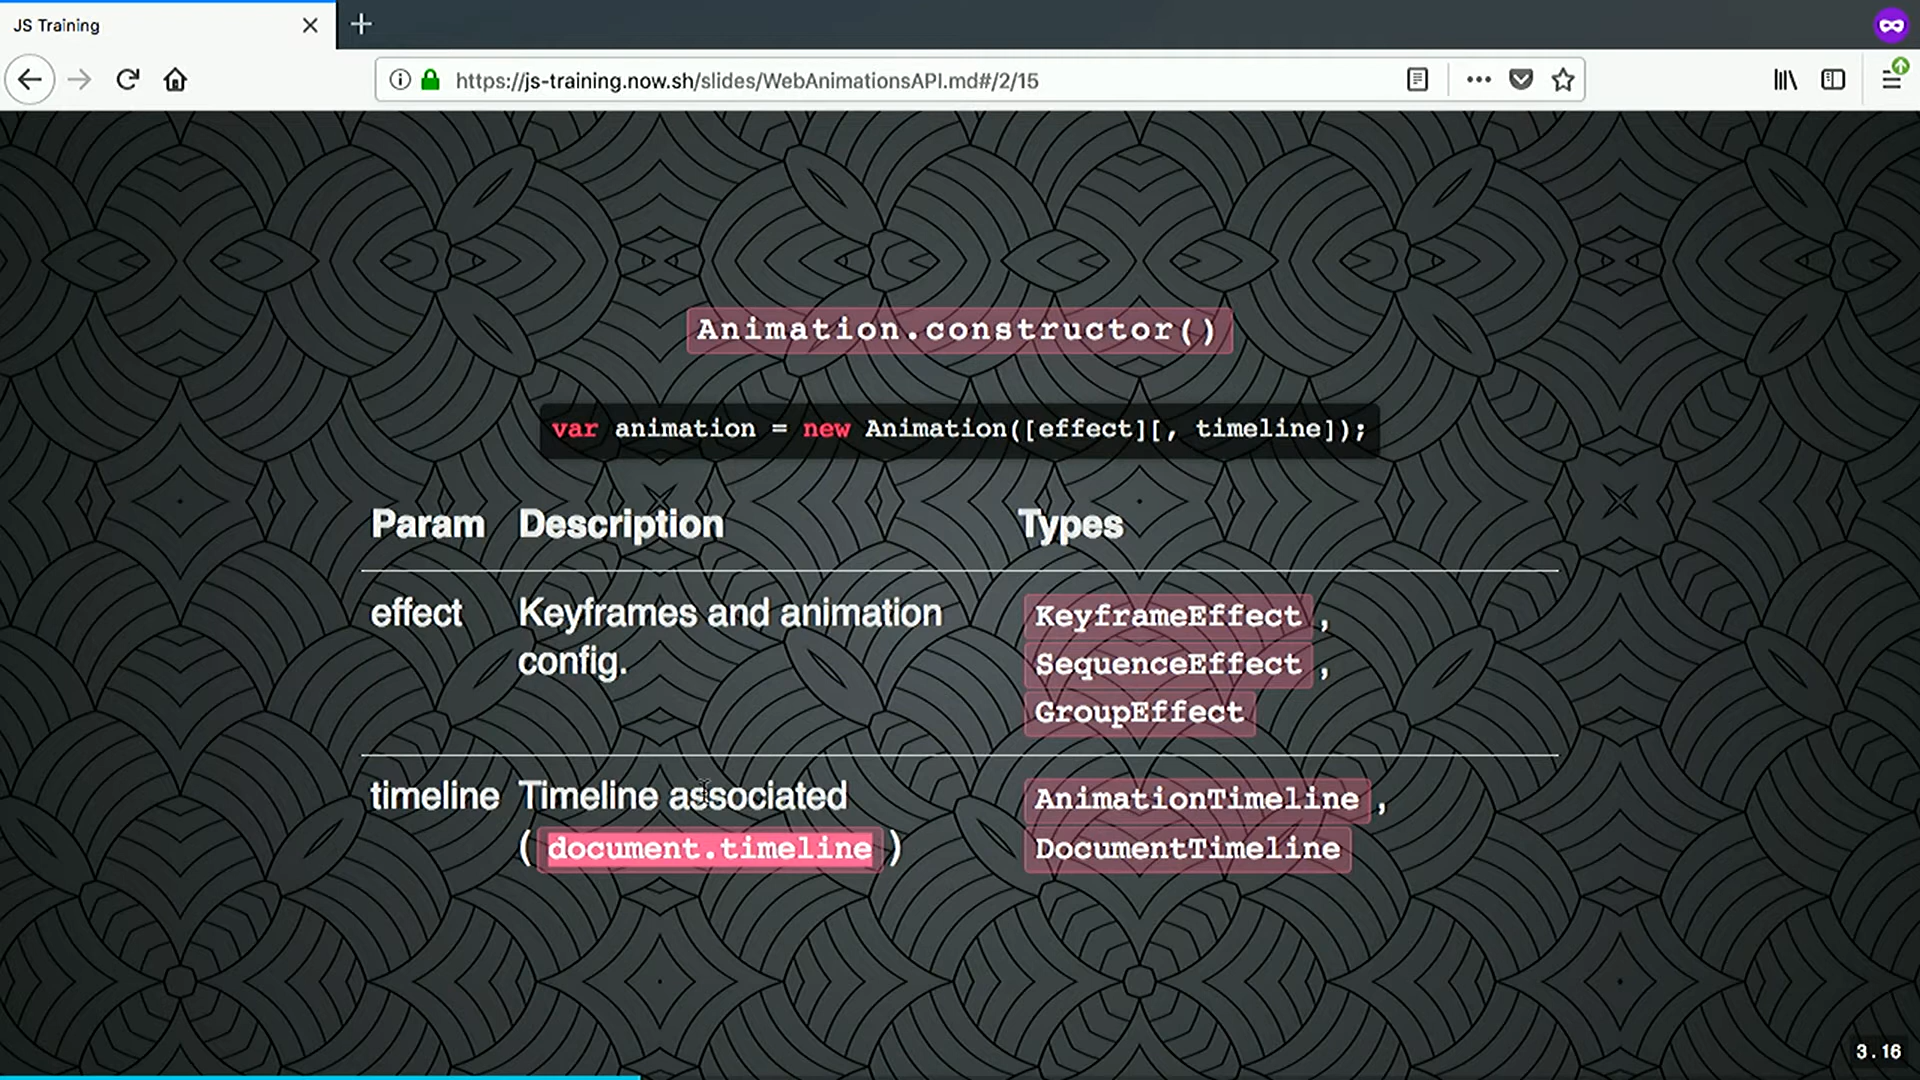 JS Training
https://js-training.now.sh/slides/WebAnimationsAPI.md#/2/15
Animation.constructor()
var animation = new Animation([effect][, timeline]);
Param Description Types
effect Keyframes and animation config. KeyframeEffect, SequenceEffect, GroupEffect
timeline Timeline associated (document.timeline) AnimationTimeline, DocumentTimeline
3.16